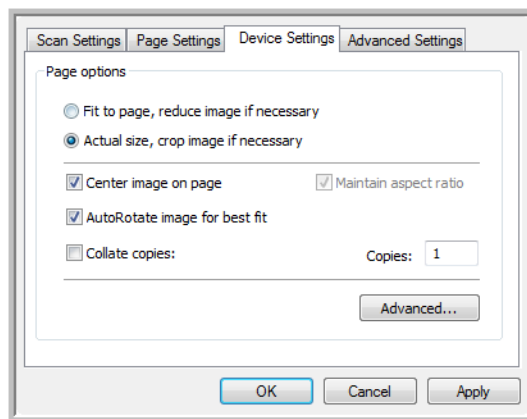 Scan Settings Page Settings Device Settings Advanced Settings
Page options
Fit to page, reduce image if necessary
Actual size, crop image if necessary
Center image on page Maintain aspect ratio
AutoRotate image for best fit
Collate copies: Copies: 1
Advanced...
OK Cancel Apply